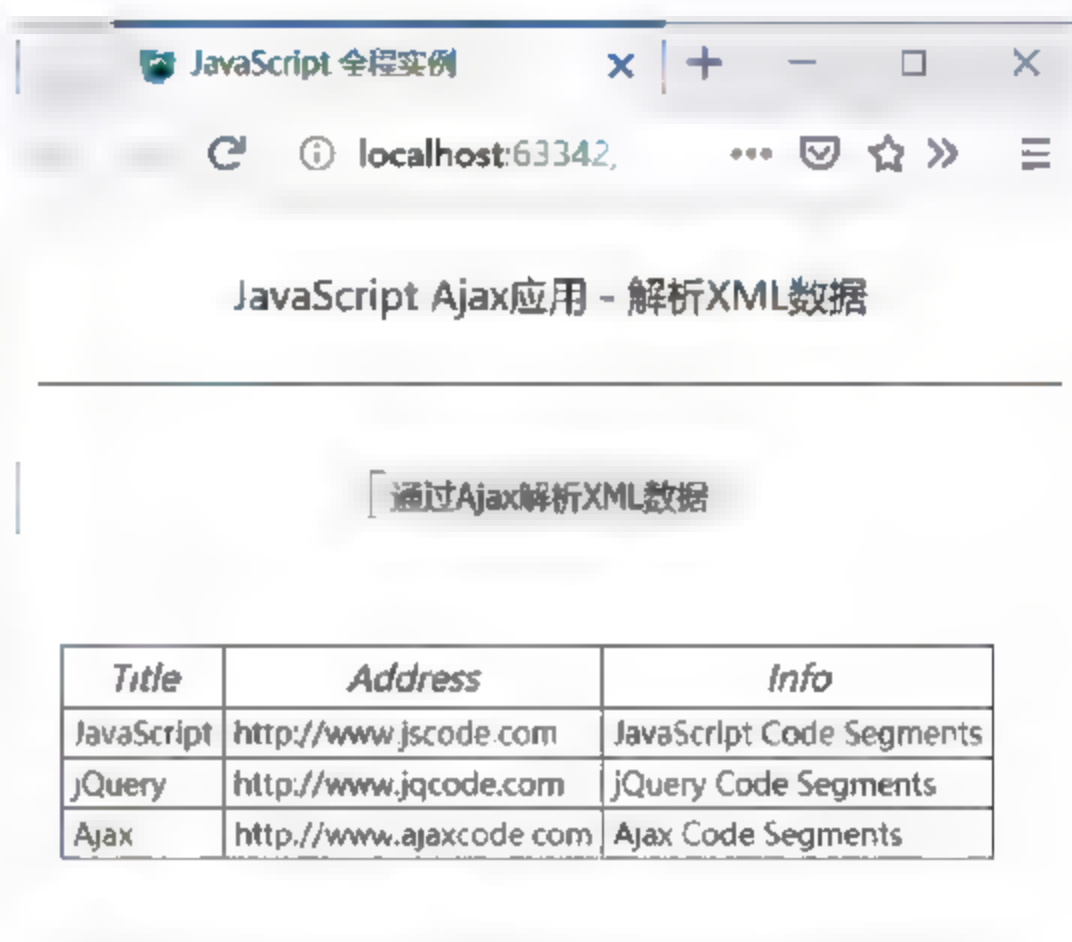 JavaScript 全程实例
localhost:63342,
JavaScript Ajax应用 - 解析XML数据
通过Ajax解析XML数据
Title Address Info
JavaScript http://www.jscode.com JavaScript Code Segments
jQuery http://www.jqcode.com jQuery Code Segments
Ajax http://www.ajaxcode.com Ajax Code Segments